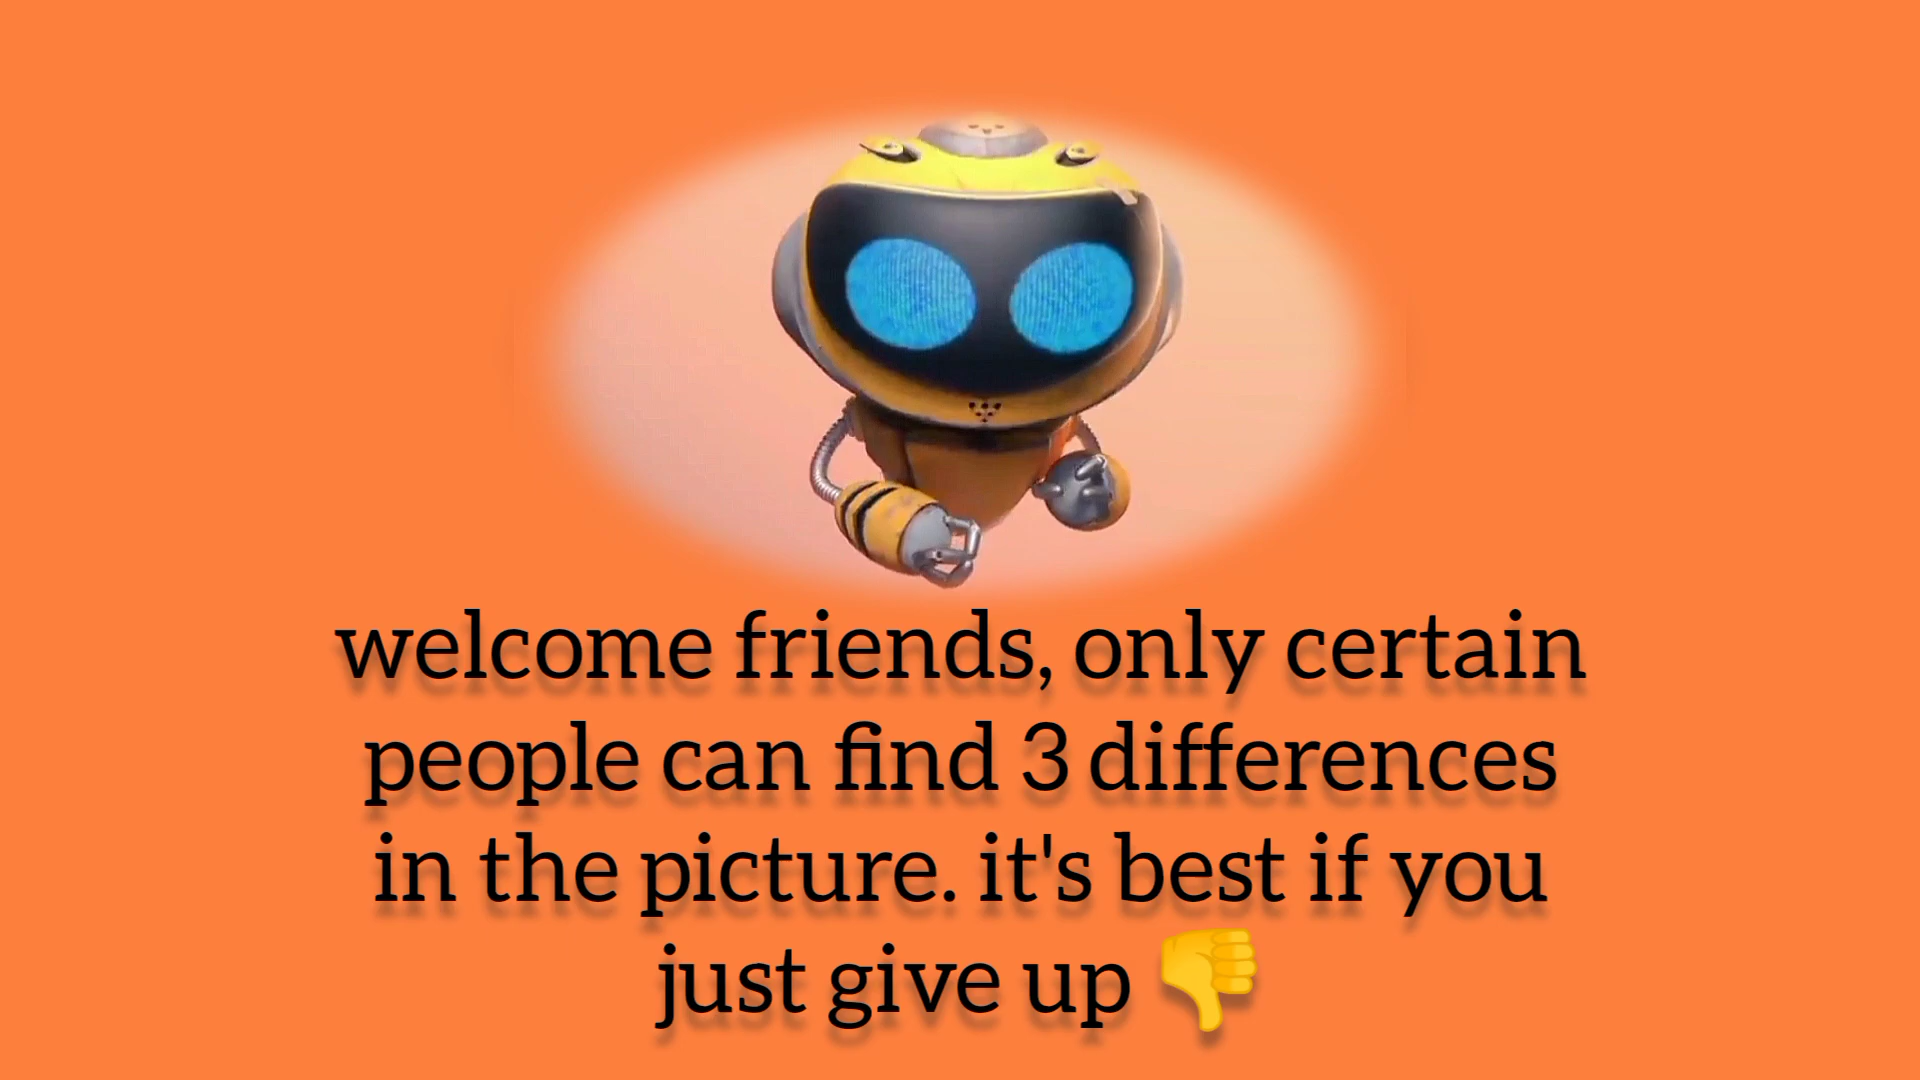 welcome friends, only certain
people can find 3 differences
in the picture. it's best if you
just give up 👎